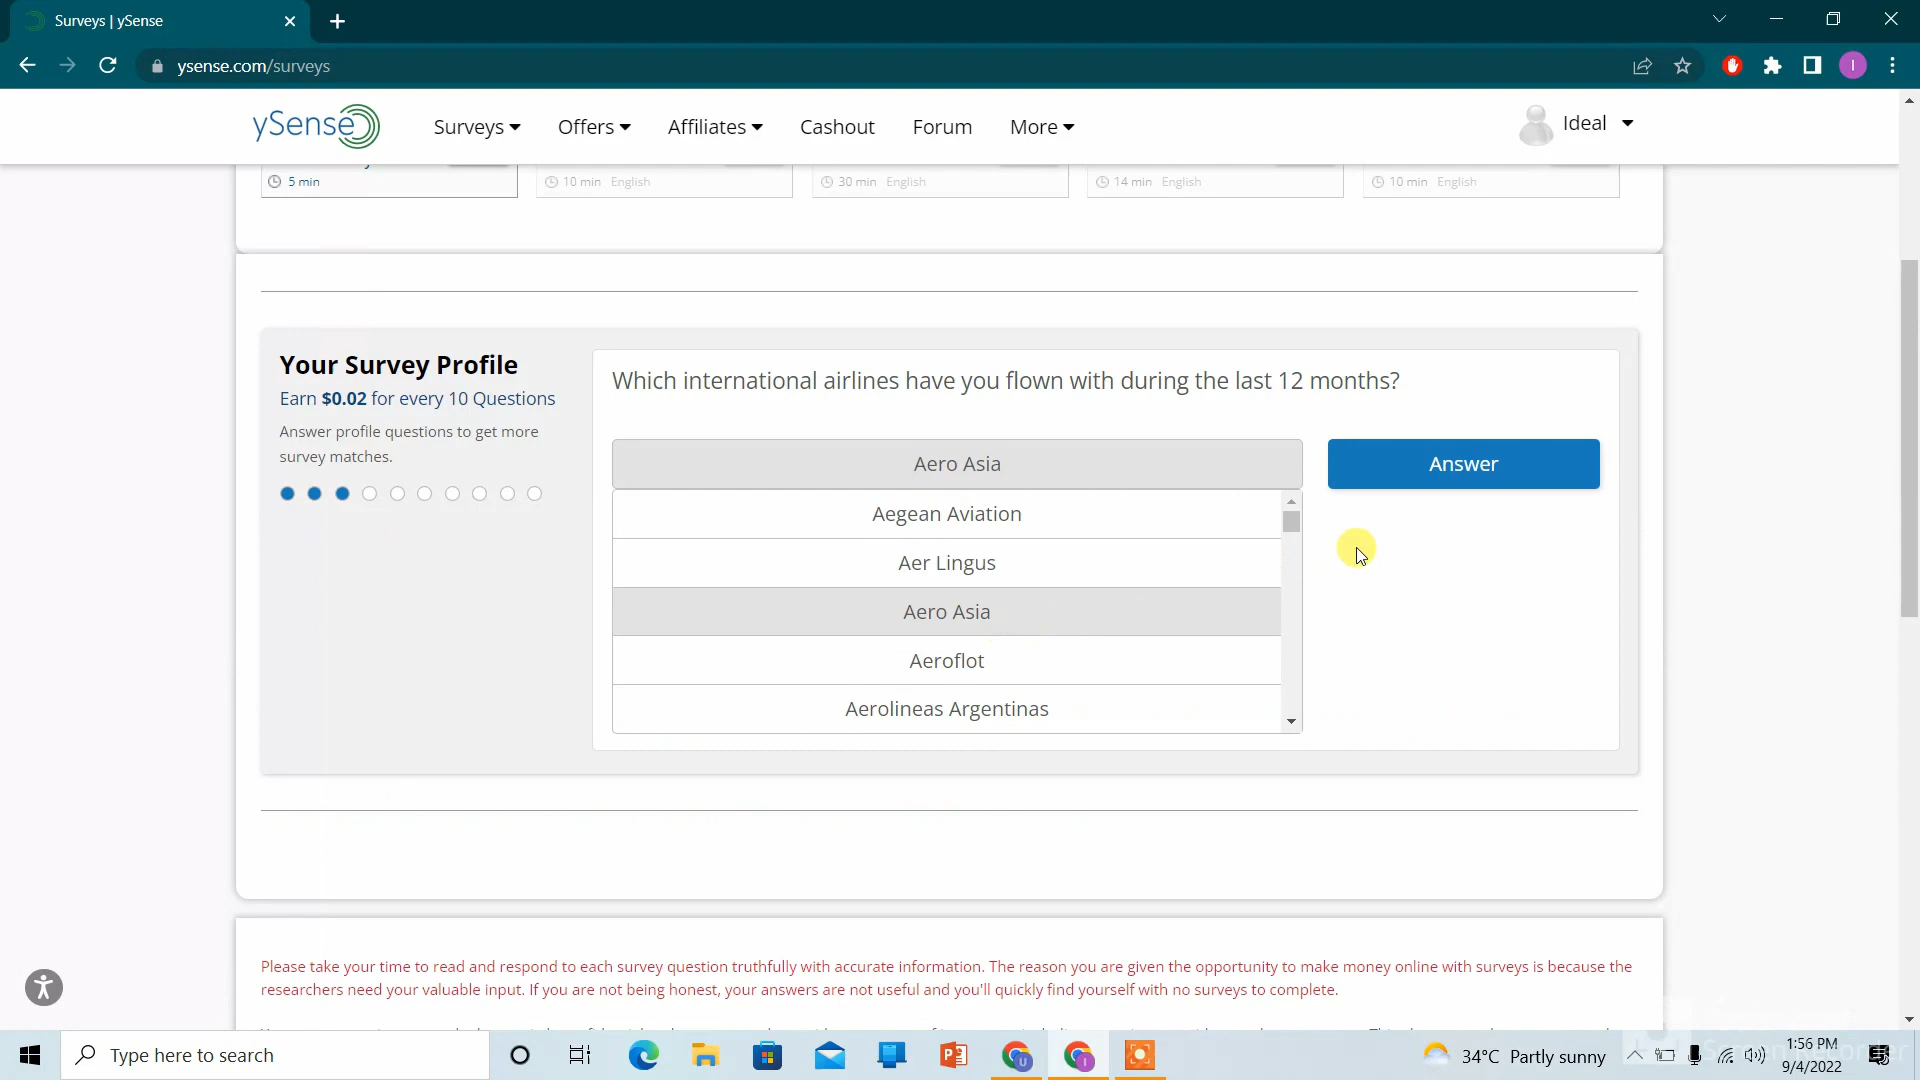 Surveys | ySense
ysense.com/surveys
I
ySense
Surveys
Offers
Affiliates
Cashout
Forum
More
Ideal
5 min
10 min English
30 min English
14 min English
10 min English
Your Survey Profile
Earn $0.02 for every 10 Questions
Answer profile questions to get more
survey matches.
Which international airlines have you flown with during the last 12 months?
Aero Asia
Answer
Aegean Aviation
Aer Lingus
Aero Asia
Aeroflot
Aerolineas Argentinas
Please take your time to read and respond to each survey question truthfully with accurate information. The reason you are given the opportunity to make money online with surveys is because the
researchers need your valuable input. If you are not being honest, your answers are not useful and you'll quickly find yourself with no surveys to complete.
Type here to search
34°C Partly sunny
1:56 PM
9/4/2022